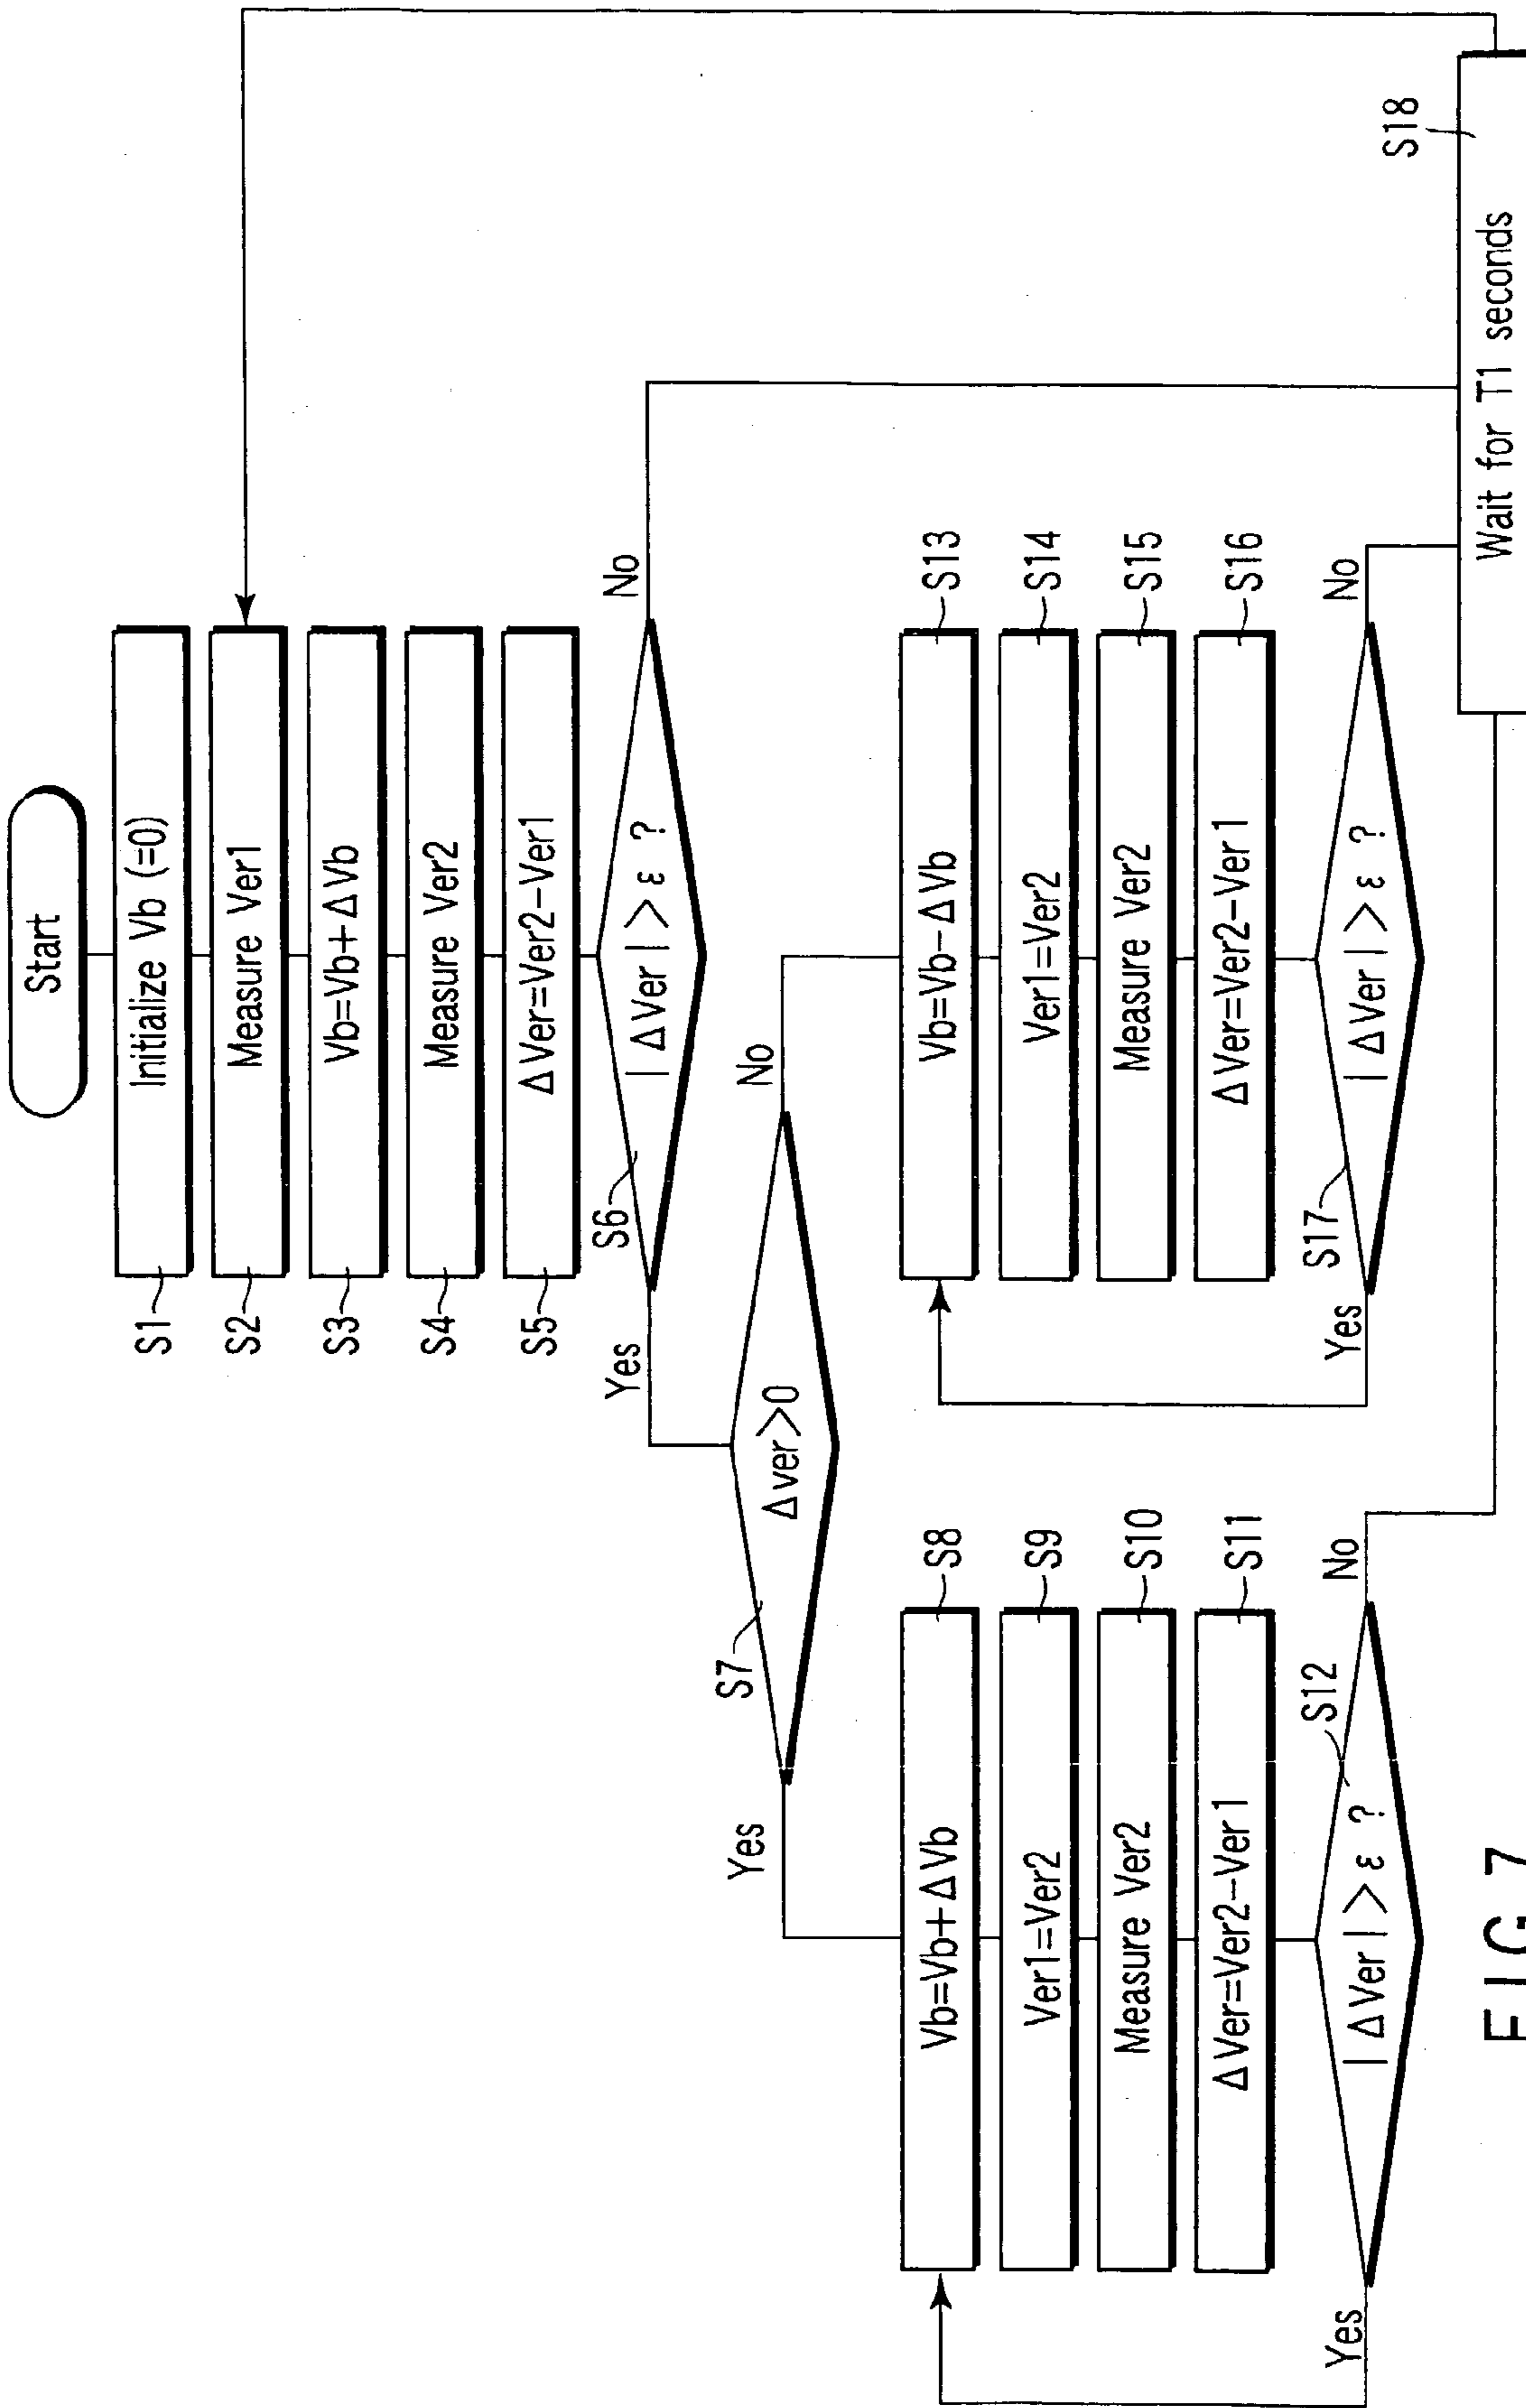 Start
S1
Initialize Vb (=0)
S2
Measure Ver1
S3
Vb=Vb+ΔVb
S4
Measure Ver2
S5
ΔVer=Ver2-Ver1
S6
| ΔVer | > ε ?
Yes
No
S7
Δver>0
Yes
No
Vb=Vb+ΔVb
S8
Ver1=Ver2
S9
Measure Ver2
S10
ΔVer=Ver2-Ver1
S11
| ΔVer | > ε ?
S12
Yes
No
Vb=Vb-ΔVb
S13
Ver1=Ver2
S14
Measure Ver2
S15
ΔVer=Ver2-Ver1
S16
S17
| ΔVer | > ε ?
Yes
No
S18
Wait for T1 seconds
FIG. 7